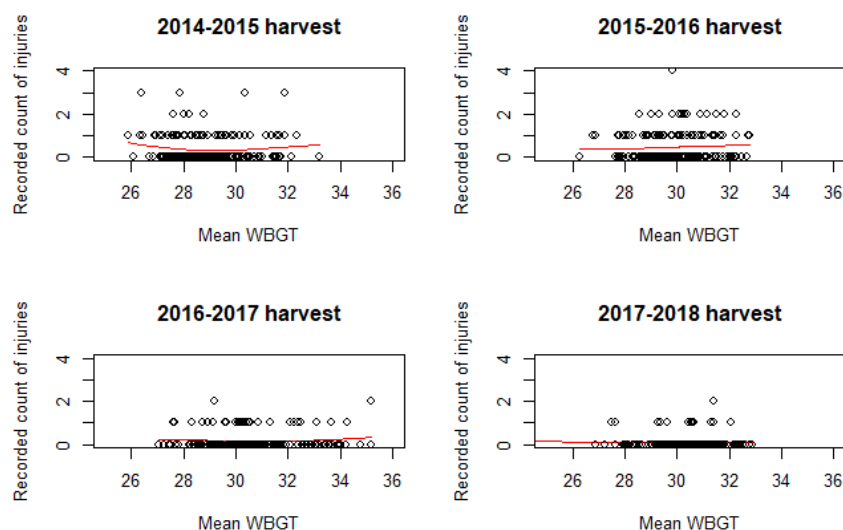 2014-2015 harvest
Recorded count of injuries
4
2
0
26 28 30 32 34 36
Mean WBGT
2015-2016 harvest
Recorded count of injuries
4
2
0
26 28 30 32 34 36
Mean WBGT
2016-2017 harvest
Recorded count of injuries
4
2
0
26 28 30 32 34 36
Mean WBGT
2017-2018 harvest
Recorded count of injuries
4
2
0
26 28 30 32 34 36
Mean WBGT